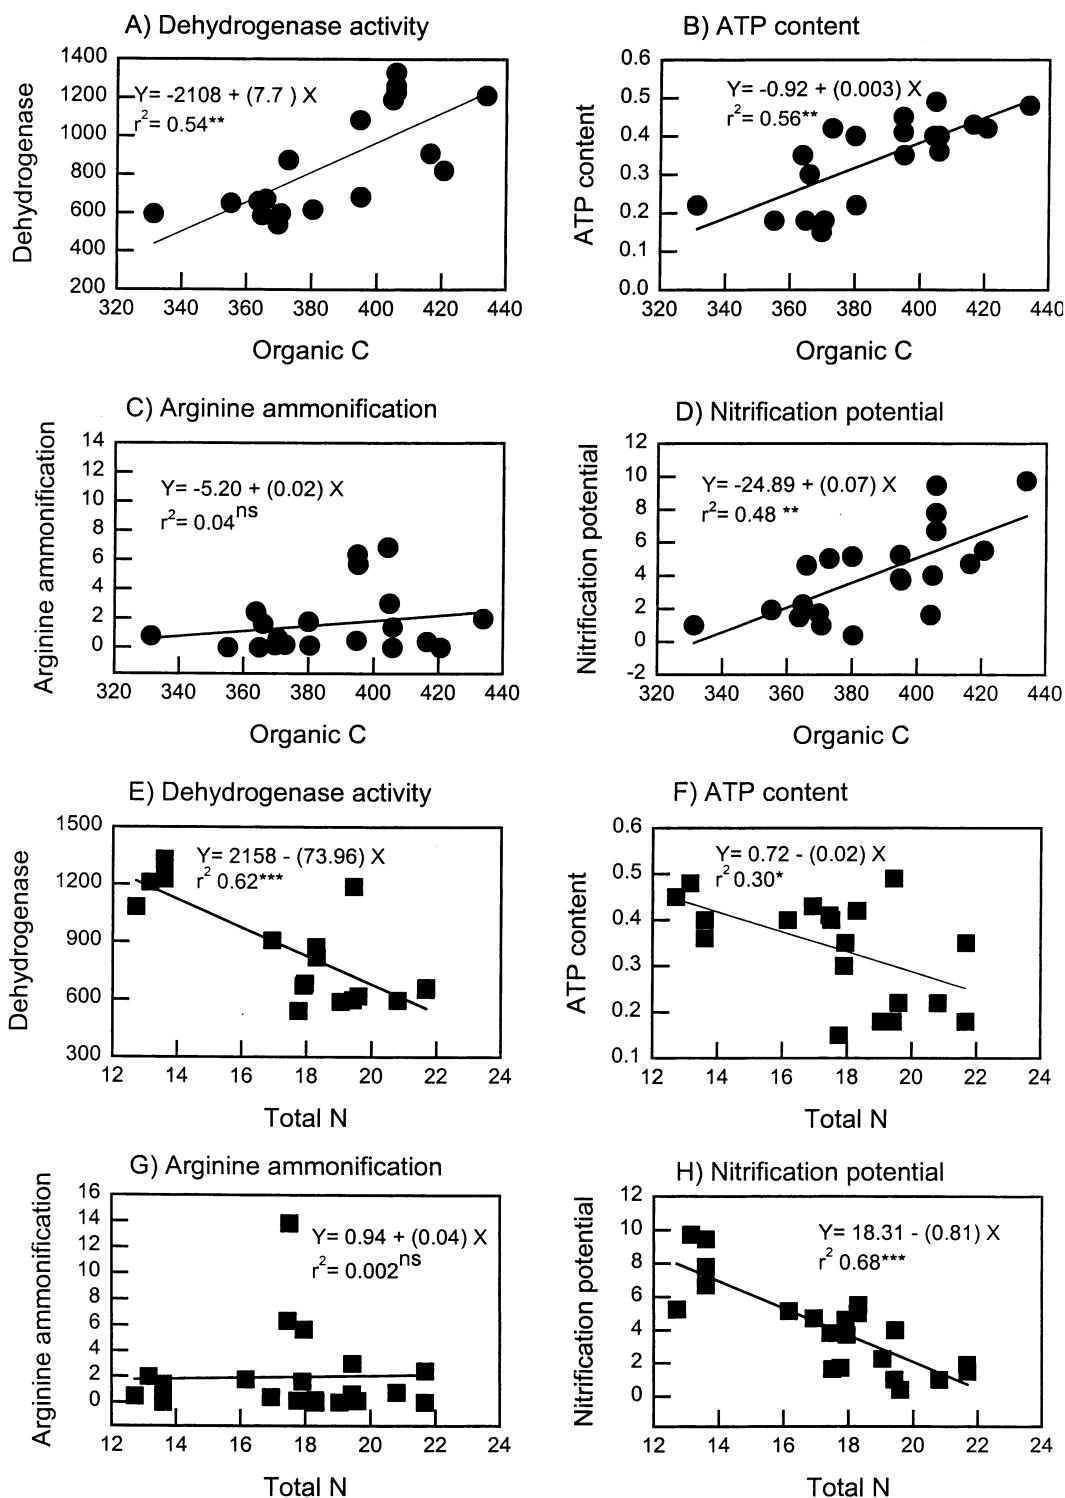 A) Dehydrogenase activity
1400
1200
1000
800
600
400
200
Dehydrogenase
Y= -2108 + (7.7 ) X
r2= 0.54**
320 340 360 380 400 420 440
Organic C
B) ATP content
0.6
0.5
0.4
0.3
0.2
0.1
0.0
ATP content
Y= -0.92 + (0.003) X
r2= 0.56**
320 340 360 380 400 420 440
Organic C
C) Arginine ammonification
14
12
10
8
6
4
2
0
Arginine ammonification
Y= -5.20 + (0.02) X
r2= 0.04ns
320 340 360 380 400 420 440
Organic C
D) Nitrification potential
12
10
8
6
4
2
0
-2
Nitrification potential
Y= -24.89 + (0.07) X
r2= 0.48 **
320 340 360 380 400 420 440
Organic C
E) Dehydrogenase activity
1500
1200
900
600
300
Dehydrogenase
Y= 2158 - (73.96) X
r2 0.62***
12 14 16 18 20 22 24
Total N
F) ATP content
0.6
0.5
0.4
0.3
0.2
0.1
ATP content
Y= 0.72 - (0.02) X
r2 0.30*
12 14 16 18 20 22 24
Total N
G) Arginine ammonification
16
14
12
10
8
6
4
2
0
Arginine ammonification
Y= 0.94 + (0.04) X
r2= 0.002ns
12 14 16 18 20 22 24
Total N
H) Nitrification potential
12
10
8
6
4
2
0
Nitrification potential
Y= 18.31 - (0.81) X
r2 0.68***
12 14 16 18 20 22 24
Total N